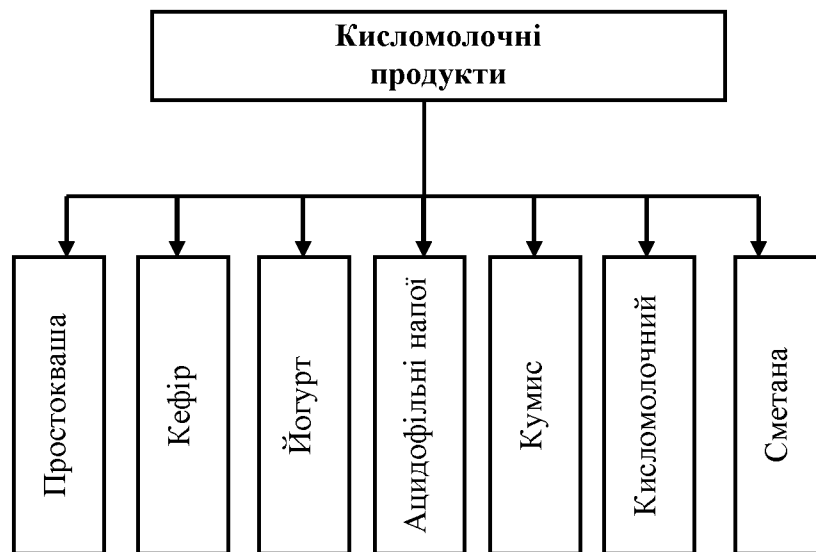 Кисломолочні
продукти
Простокваша
Кефір
Йогурт
Ацидофільні напої
Кумис
Кисломолочний
Сметана